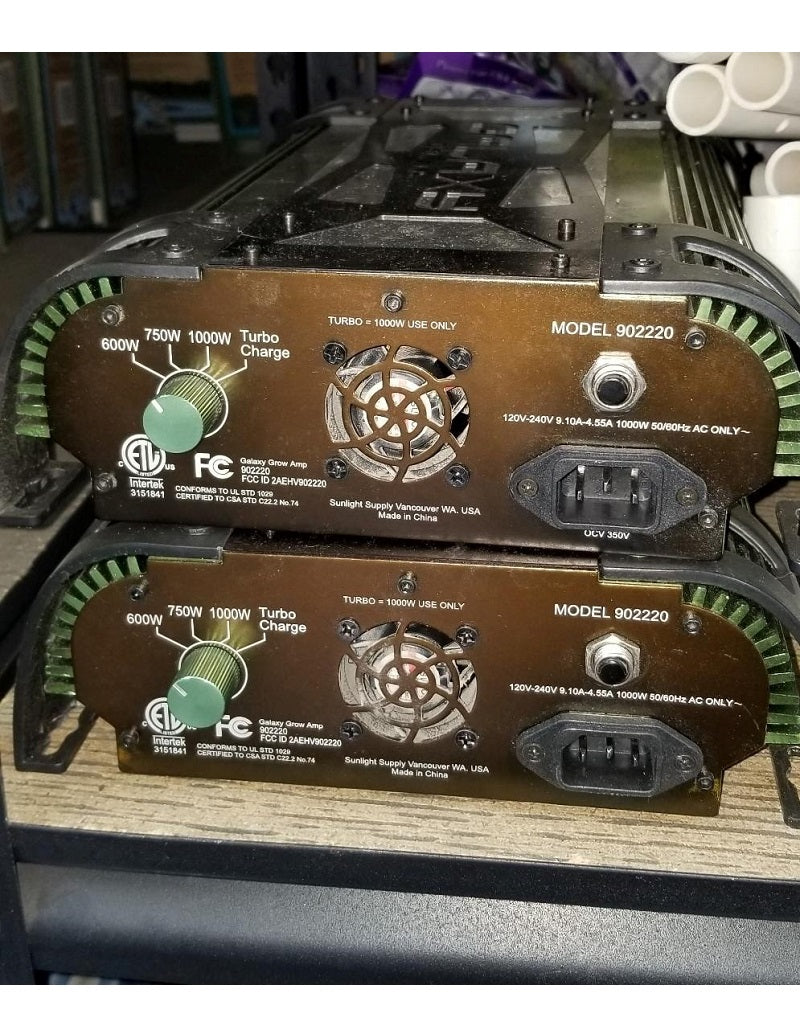 GALAXY
600W
750W
1000W
Turbo
Charge
TURBO = 1000W USE ONLY
MODEL 902220
120V-240V 9.10A-4.55A 1000W 50/60Hz AC ONLY~
C ETL US
Intertek
3151841
FC
Galaxy Grow Amp
902220
FCC ID 2AEHV902220
CONFORMS TO UL STD 1029
CERTIFIED TO CSA STD C22.2 No.74
Sunlight Supply Vancouver WA. USA
Made in China
OCV 350V
600W
750W
1000W
Turbo
Charge
TURBO = 1000W USE ONLY
MODEL 902220
120V-240V 9.10A-4.55A 1000W 50/60Hz AC ONLY~
C ETL
Intertek
3151841
FC
Galaxy Grow Amp
902220
FCC ID 2AEHV902220
CONFORMS TO UL STD 1029
CERTIFIED TO CSA STD C22.2 No.74
Sunlight Supply Vancouver WA. USA
Made in China